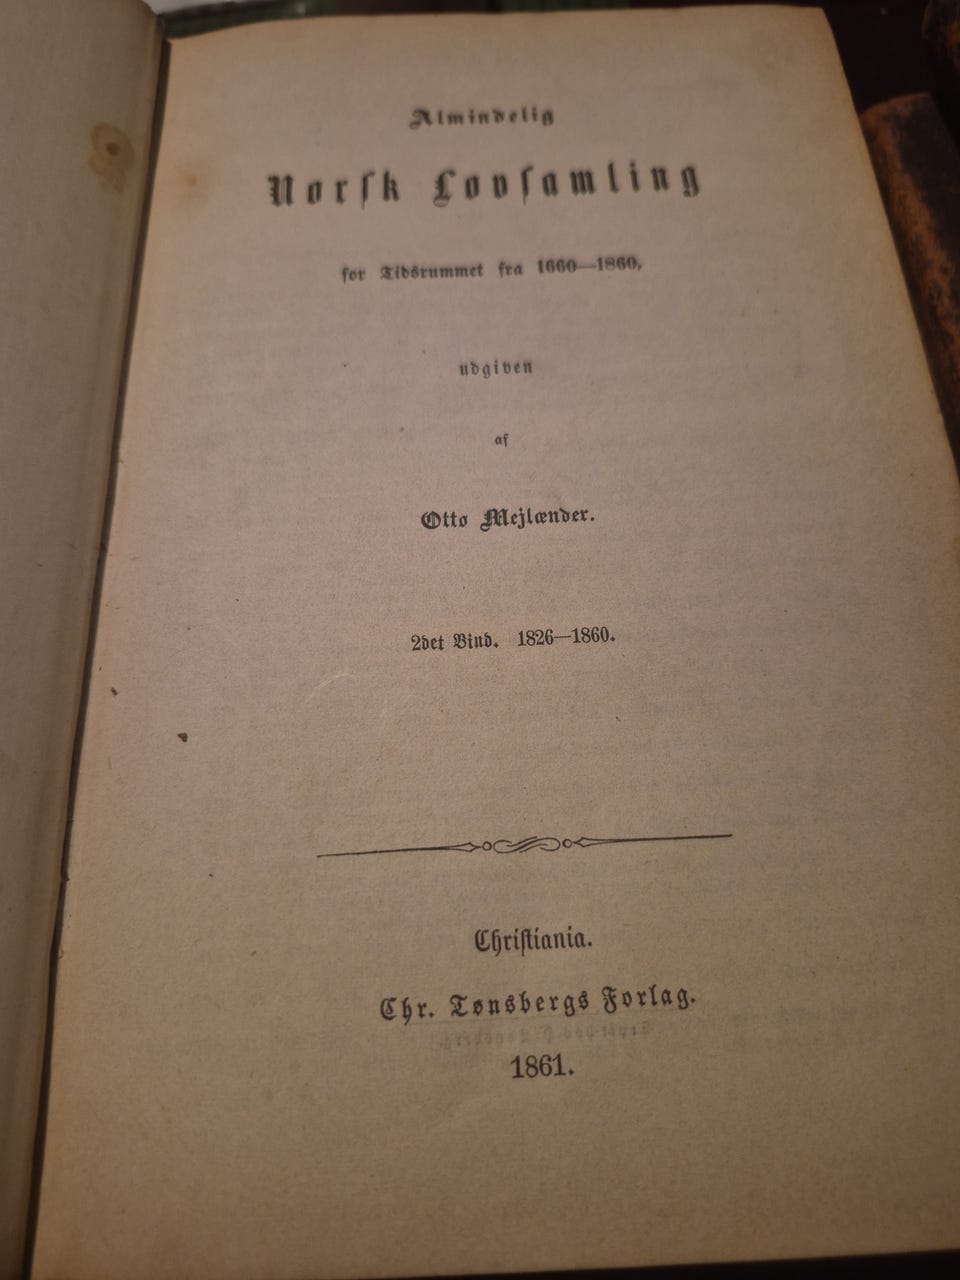 Almindelig
Norsk Lovsamling
for Tidsrummet fra 1660—1860,
udgiven
af
Otto Mejlænder.
2det Bind. 1826—1860.
Christiania.
Chr. Tønsbergs Forlag.
1861.